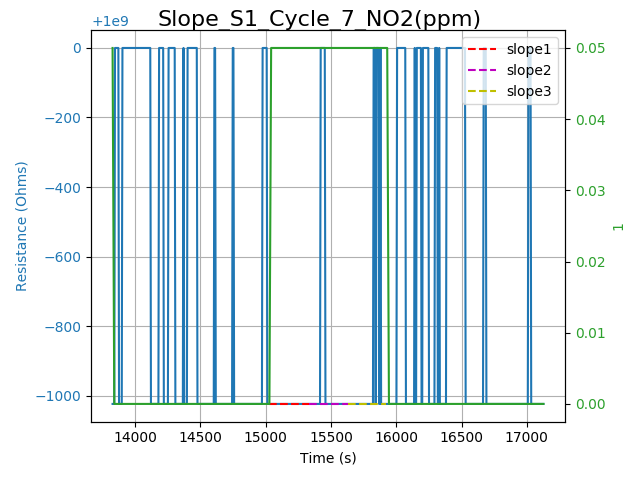 Slope_S1_Cycle_7_NO2(ppm)
+1e9
0
−200
−400
−600
−800
−1000
Resistance (Ohms)
14000 14500 15000 15500 16000 16500 17000
Time (s)
0.05
0.04
0.03
0.02
0.01
0.00
1
slope1
slope2
slope3